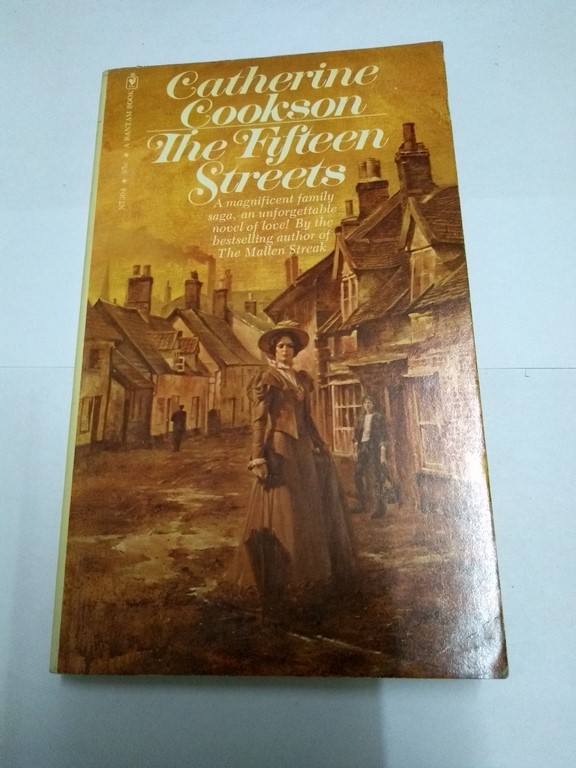 A BANTAM BOOK
Catherine
Cookson
The Fifteen
Streets
A magnificent family
saga, an unforgettable
novel of love! By the
bestselling author of
The Mallen Streak